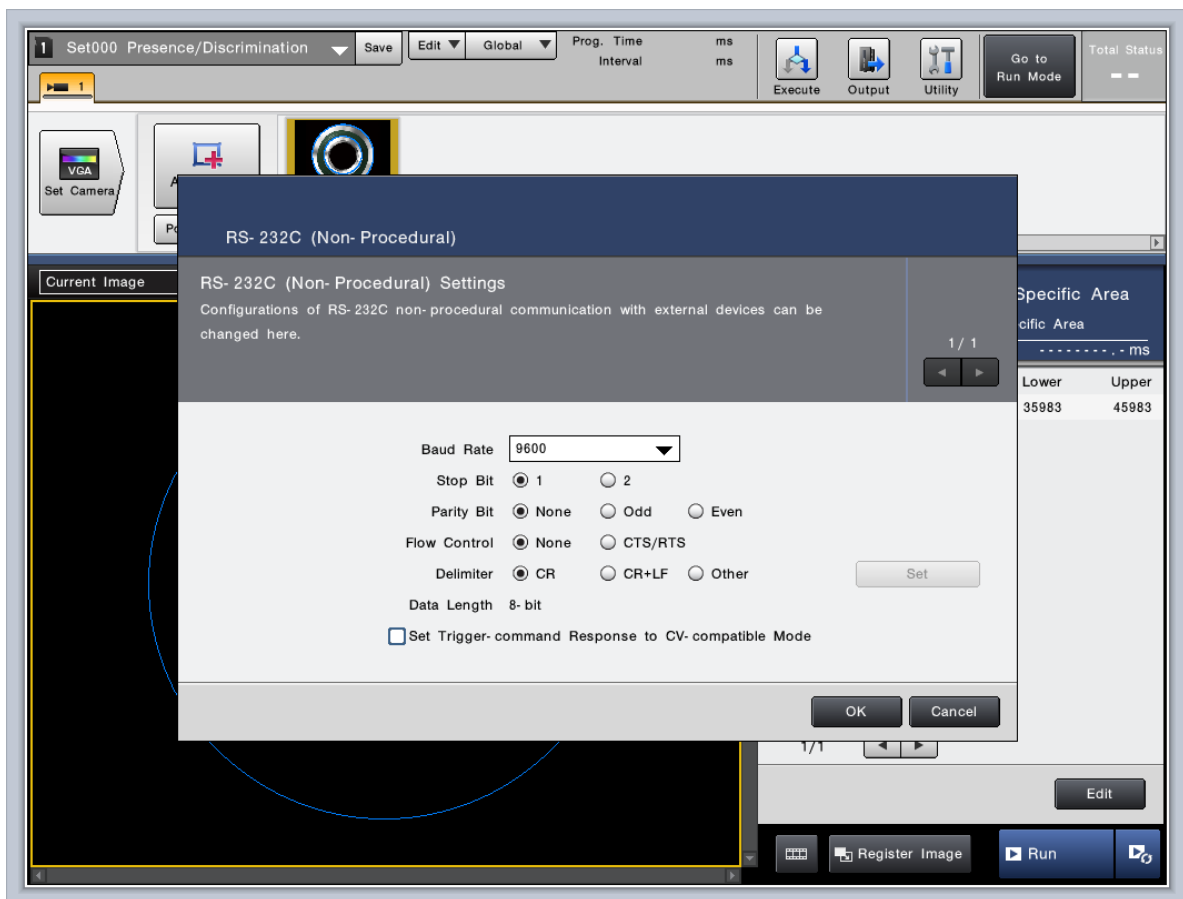 1 Set000 Presence/Discrimination Save Edit Global Prog. Time ms
Interval ms
Execute Output Utility Go to Run Mode Total Status
1
VGA
Set Camera
Current Image
RS-232C (Non-Procedural)
RS-232C (Non-Procedural) Settings
Configurations of RS-232C non-procedural communication with external devices can be
changed here.
1/1
Specific Area
cific Area
--------.-ms
Lower Upper
35983 45983
Baud Rate 9600
Stop Bit 1 2
Parity Bit None Odd Even
Flow Control None CTS/RTS
Delimiter CR CR+LF Other Set
Data Length 8-bit
Set Trigger-command Response to CV-compatible Mode
OK Cancel
1/1
Edit
Register Image Run